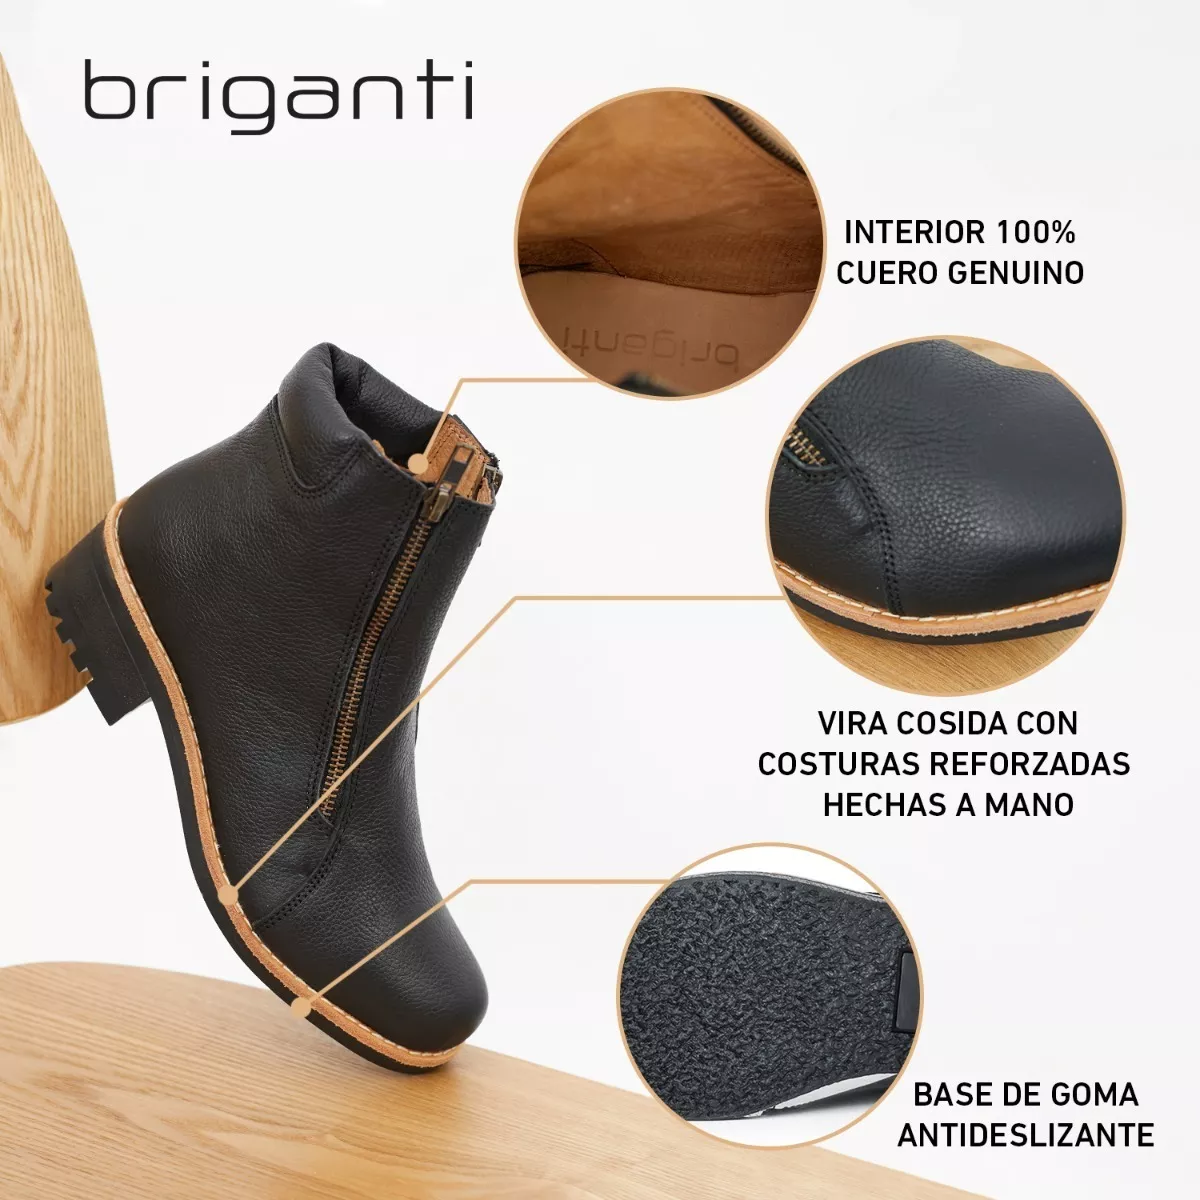 briganti
INTERIOR 100%
CUERO GENUINO
briganti
VIRA COSIDA CON
COSTURAS REFORZADAS
HECHAS A MANO
BASE DE GOMA
ANTIDESLIZANTE